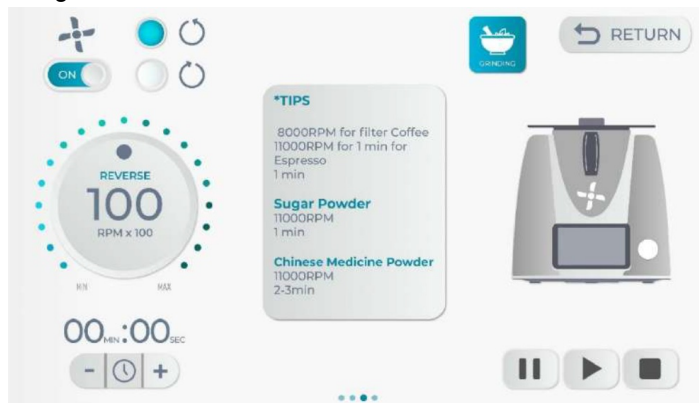 RETURN
GRINDING
ON
*TIPS
8000RPM for filter Coffee
11000RPM for 1 min for
Espresso
1 min
Sugar Powder
11000RPM
1 min
Chinese Medicine Powder
11000RPM
2-3min
REVERSE
100
RPM x 100
MIN MAX
00MIN:00SEC
- +